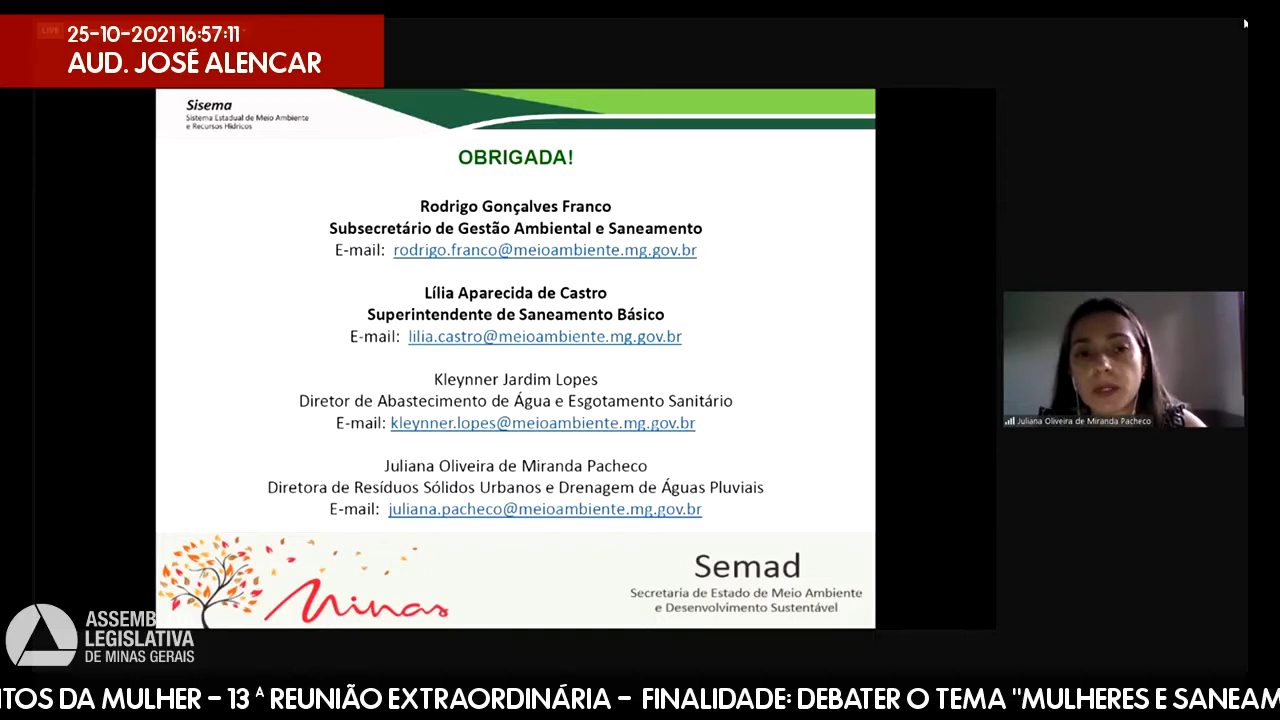 LIVE
25-10-2021 16:57:11
AUD. JOSÉ ALENCAR
Sisema
Sistema Estadual de Meio Ambiente
e Recursos Hídricos
OBRIGADA!
Rodrigo Gonçalves Franco
Subsecretário de Gestão Ambiental e Saneamento
E-mail: rodrigo.franco@meioambiente.mg.gov.br
Lília Aparecida de Castro
Superintendente de Saneamento Básico
E-mail: lilia.castro@meioambiente.mg.gov.br
Kleynner Jardim Lopes
Diretor de Abastecimento de Água e Esgotamento Sanitário
E-mail: kleynner.lopes@meioambiente.mg.gov.br
Juliana Oliveira de Miranda Pacheco
Diretora de Resíduos Sólidos Urbanos e Drenagem de Águas Pluviais
E-mail: juliana.pacheco@meioambiente.mg.gov.br
Minas
Semad
Secretaria de Estado de Meio Ambiente
e Desenvolvimento Sustentável
Juliana Oliveira de Miranda Pacheco
ASSEMBLEIA
LEGISLATIVA
DE MINAS GERAIS
ITOS DA MULHER – 13 ª REUNIÃO EXTRAORDINÁRIA – FINALIDADE: DEBATER O TEMA "MULHERES E SANEAM